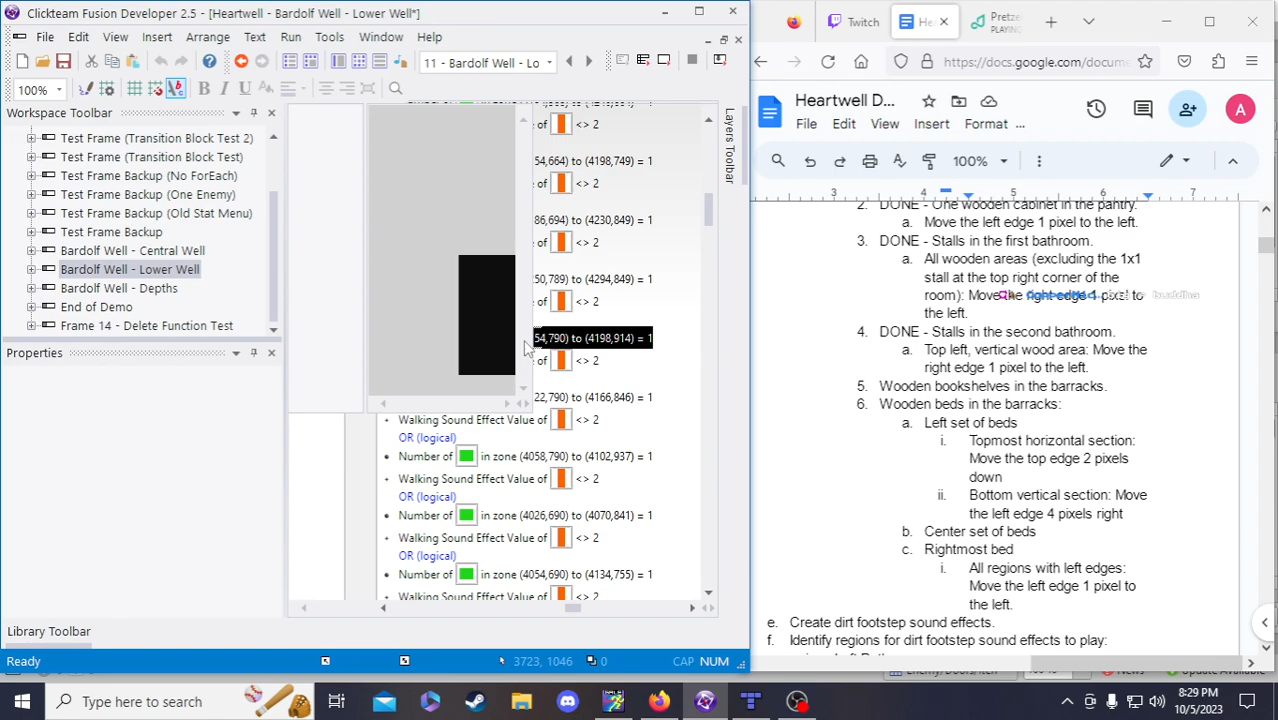 Clickteam Fusion Developer 2.5 - [Heartwell - Bardolf Well - Lower Well*]
File Edit View Insert Arrange Text Run Tools Window Help
11 - Bardolf Well - Lo
100%
Workspace Toolbar
Test Frame (Transition Block Test 2)
Test Frame (Transition Block Test)
Test Frame Backup (No ForEach)
Test Frame Backup (One Enemy)
Test Frame Backup (Old Stat Menu)
Test Frame Backup
Bardolf Well - Central Well
Bardolf Well - Lower Well
Bardolf Well - Depths
End of Demo
Frame 14 - Delete Function Test
Properties
Library Toolbar
Layers Toolbar
e of <> 2
54,664) to (4198,749) = 1
e of <> 2
86,694) to (4230,849) = 1
e of <> 2
50,789) to (4294,849) = 1
e of <> 2
54,790) to (4198,914) = 1
e of <> 2
22,790) to (4166,846) = 1
Walking Sound Effect Value of <> 2
OR (logical)
Number of in zone (4058,790) to (4102,937) = 1
Walking Sound Effect Value of <> 2
OR (logical)
Number of in zone (4026,690) to (4070,841) = 1
Walking Sound Effect Value of <> 2
OR (logical)
Number of in zone (4054,690) to (4134,755) = 1
Walking Sound Effect Value of <> 2
Ready 3723, 1046 0 CAP NUM
Twitch He Pretze
PLAYING
https://docs.google.com/docume
Heartwell D...
File Edit View Insert Format ...
A
100%
3 4 5 6 7
2. DONE - One wooden cabinet in the pantry.
a. Move the left edge 1 pixel to the left.
3. DONE - Stalls in the first bathroom.
a. All wooden areas (excluding the 1x1
stall at the top right corner of the
room): Move the right edge 1 pixel to
the left.
4. DONE - Stalls in the second bathroom.
a. Top left, vertical wood area: Move the
right edge 1 pixel to the left.
5. Wooden bookshelves in the barracks.
6. Wooden beds in the barracks:
a. Left set of beds
i. Topmost horizontal section:
Move the top edge 2 pixels
down
ii. Bottom vertical section: Move
the left edge 4 pixels right
b. Center set of beds
c. Rightmost bed
i. All regions with left edges:
Move the left edge 1 pixel to
the left.
e. Create dirt footstep sound effects.
f. Identify regions for dirt footstep sound effects to play:
Type here to search
8:29 PM
10/5/2023